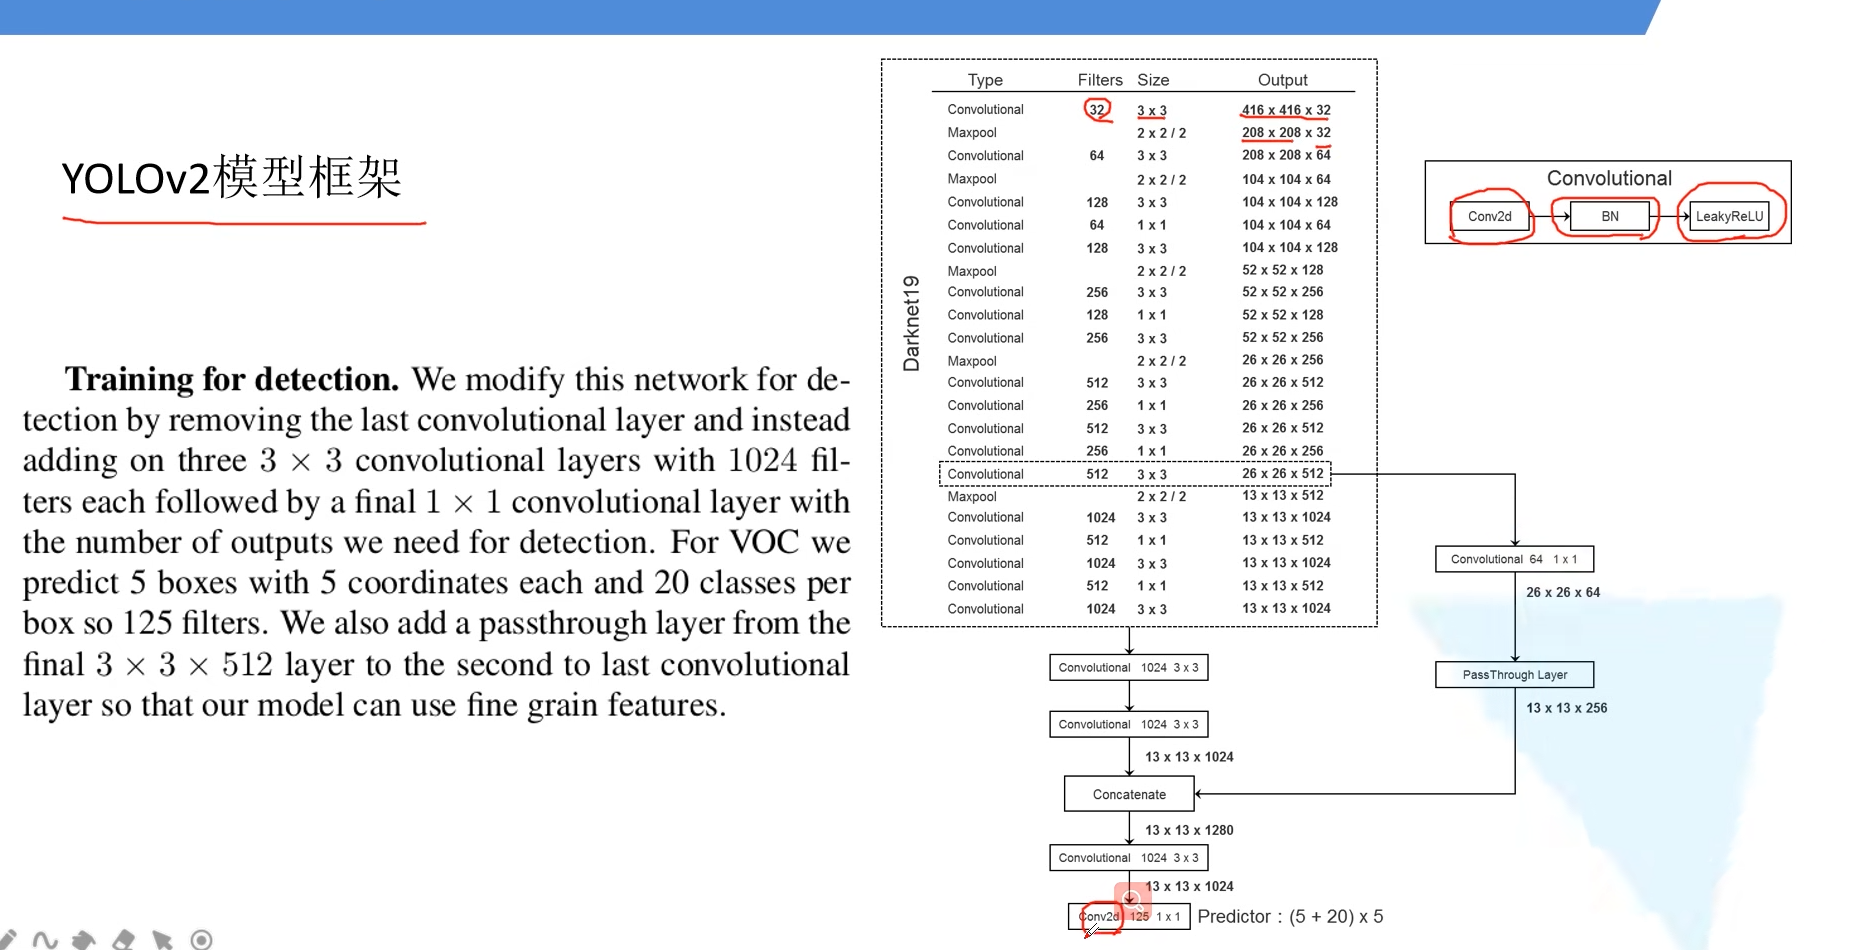 YOLOv2模型框架
Training for detection. We modify this network for de-
tection by removing the last convolutional layer and instead
adding on three 3 × 3 convolutional layers with 1024 fil-
ters each followed by a final 1 × 1 convolutional layer with
the number of outputs we need for detection. For VOC we
predict 5 boxes with 5 coordinates each and 20 classes per
box so 125 filters. We also add a passthrough layer from the
final 3 × 3 × 512 layer to the second to last convolutional
layer so that our model can use fine grain features.
Darknet19
Type Filters Size Output
Convolutional 32 3 x 3 416 x 416 x 32
Maxpool 2 x 2 / 2 208 x 208 x 32
Convolutional 64 3 x 3 208 x 208 x 64
Maxpool 2 x 2 / 2 104 x 104 x 64
Convolutional 128 3 x 3 104 x 104 x 128
Convolutional 64 1 x 1 104 x 104 x 64
Convolutional 128 3 x 3 104 x 104 x 128
Maxpool 2 x 2 / 2 52 x 52 x 128
Convolutional 256 3 x 3 52 x 52 x 256
Convolutional 128 1 x 1 52 x 52 x 128
Convolutional 256 3 x 3 52 x 52 x 256
Maxpool 2 x 2 / 2 26 x 26 x 256
Convolutional 512 3 x 3 26 x 26 x 512
Convolutional 256 1 x 1 26 x 26 x 256
Convolutional 512 3 x 3 26 x 26 x 512
Convolutional 256 1 x 1 26 x 26 x 256
Convolutional 512 3 x 3 26 x 26 x 512
Maxpool 2 x 2 / 2 13 x 13 x 512
Convolutional 1024 3 x 3 13 x 13 x 1024
Convolutional 512 1 x 1 13 x 13 x 512
Convolutional 1024 3 x 3 13 x 13 x 1024
Convolutional 512 1 x 1 13 x 13 x 512
Convolutional 1024 3 x 3 13 x 13 x 1024
Convolutional 1024 3 x 3
Convolutional 1024 3 x 3
13 x 13 x 1024
Concatenate
13 x 13 x 1280
Convolutional 1024 3 x 3
13 x 13 x 1024
Conv2d 125 1 x 1 Predictor : (5 + 20) x 5
Convolutional
Conv2d BN LeakyReLU
Convolutional 64 1 x 1
26 x 26 x 64
PassThrough Layer
13 x 13 x 256